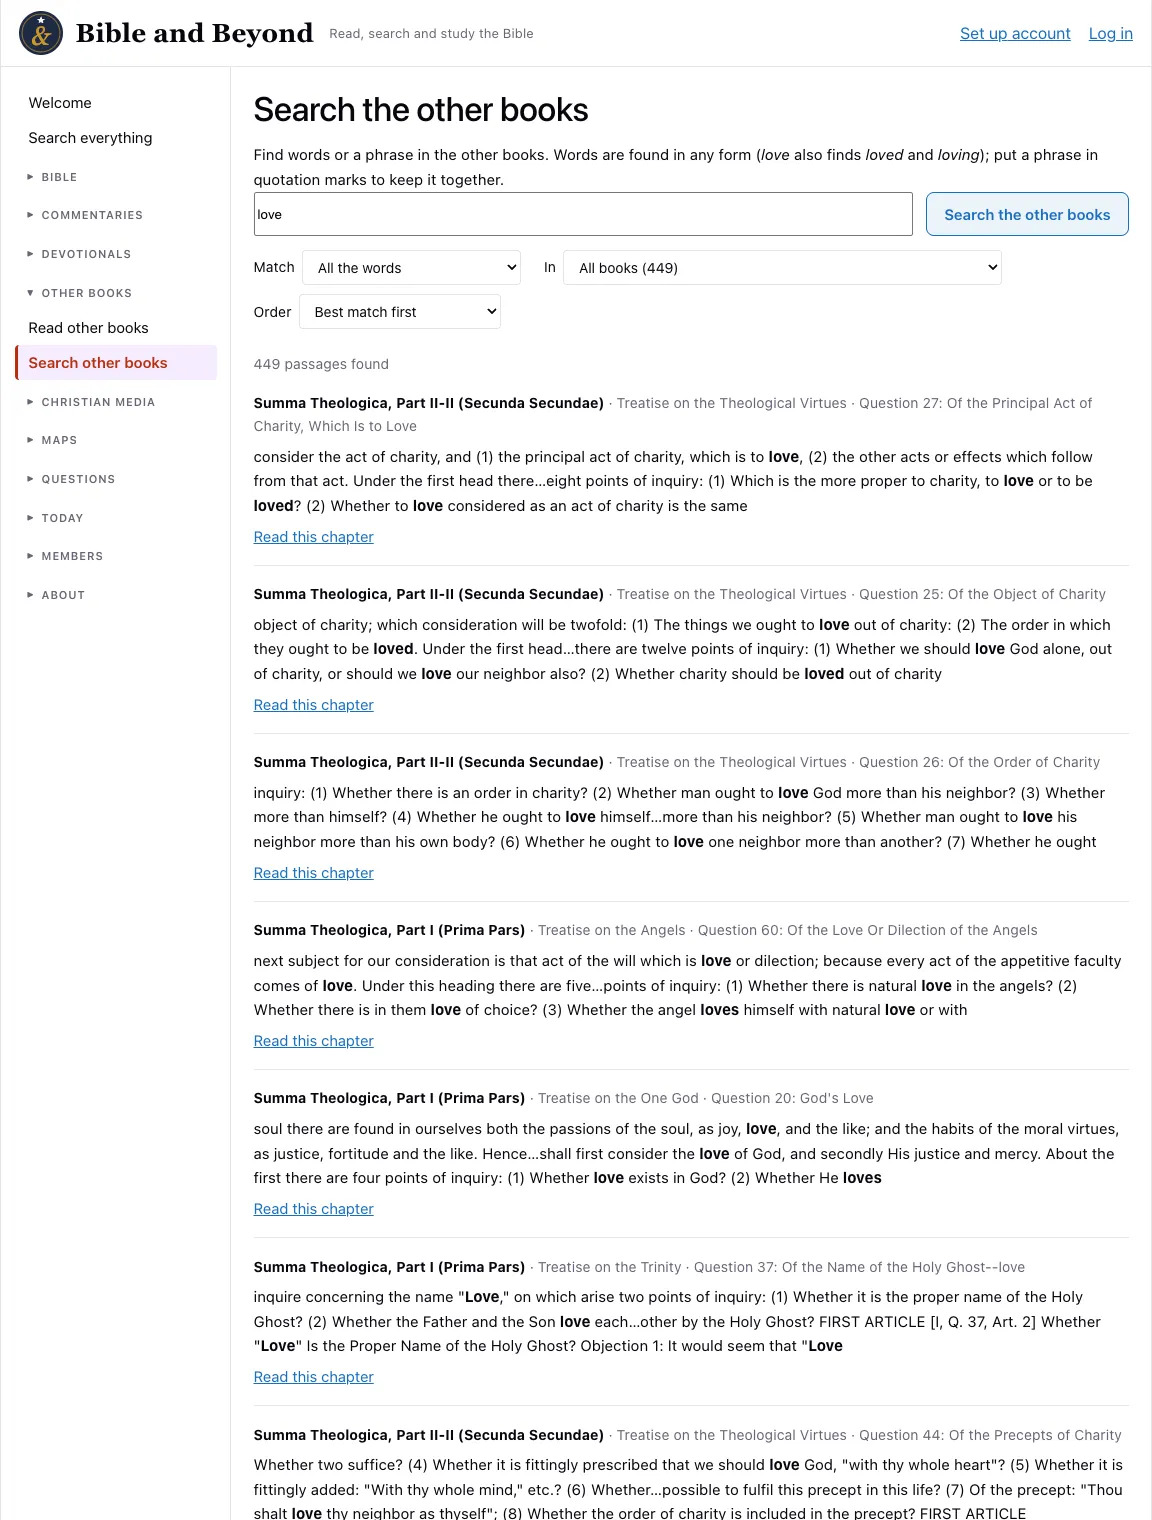 &
Bible and Beyond
Read, search and study the Bible
Set up account
Log in
Welcome
Search everything
▸ BIBLE
▸ COMMENTARIES
▸ DEVOTIONALS
▾ OTHER BOOKS
Read other books
Search other books
▸ CHRISTIAN MEDIA
▸ MAPS
▸ QUESTIONS
▸ TODAY
▸ MEMBERS
▸ ABOUT
Search the other books
Find words or a phrase in the other books. Words are found in any form (love also finds loved and loving); put a phrase in
quotation marks to keep it together.
love
Search the other books
Match All the words In All books (449)
Order Best match first
449 passages found
Summa Theologica, Part II-II (Secunda Secundae) · Treatise on the Theological Virtues · Question 27: Of the Principal Act of
Charity, Which Is to Love
consider the act of charity, and (1) the principal act of charity, which is to love, (2) the other acts or effects which follow
from that act. Under the first head there…eight points of inquiry: (1) Which is the more proper to charity, to love or to be
loved? (2) Whether to love considered as an act of charity is the same
Read this chapter
Summa Theologica, Part II-II (Secunda Secundae) · Treatise on the Theological Virtues · Question 25: Of the Object of Charity
object of charity; which consideration will be twofold: (1) The things we ought to love out of charity: (2) The order in which
they ought to be loved. Under the first head…there are twelve points of inquiry: (1) Whether we should love God alone, out
of charity, or should we love our neighbor also? (2) Whether charity should be loved out of charity
Read this chapter
Summa Theologica, Part II-II (Secunda Secundae) · Treatise on the Theological Virtues · Question 26: Of the Order of Charity
inquiry: (1) Whether there is an order in charity? (2) Whether man ought to love God more than his neighbor? (3) Whether
more than himself? (4) Whether he ought to love himself…more than his neighbor? (5) Whether man ought to love his
neighbor more than his own body? (6) Whether he ought to love one neighbor more than another? (7) Whether he ought
Read this chapter
Summa Theologica, Part I (Prima Pars) · Treatise on the Angels · Question 60: Of the Love Or Dilection of the Angels
next subject for our consideration is that act of the will which is love or dilection; because every act of the appetitive faculty
comes of love. Under this heading there are five…points of inquiry: (1) Whether there is natural love in the angels? (2)
Whether there is in them love of choice? (3) Whether the angel loves himself with natural love or with
Read this chapter
Summa Theologica, Part I (Prima Pars) · Treatise on the One God · Question 20: God's Love
soul there are found in ourselves both the passions of the soul, as joy, love, and the like; and the habits of the moral virtues,
as justice, fortitude and the like. Hence…shall first consider the love of God, and secondly His justice and mercy. About the
first there are four points of inquiry: (1) Whether love exists in God? (2) Whether He loves
Read this chapter
Summa Theologica, Part I (Prima Pars) · Treatise on the Trinity · Question 37: Of the Name of the Holy Ghost--love
inquire concerning the name "Love," on which arise two points of inquiry: (1) Whether it is the proper name of the Holy
Ghost? (2) Whether the Father and the Son love each…other by the Holy Ghost? FIRST ARTICLE [I, Q. 37, Art. 2] Whether
"Love" Is the Proper Name of the Holy Ghost? Objection 1: It would seem that "Love
Read this chapter
Summa Theologica, Part II-II (Secunda Secundae) · Treatise on the Theological Virtues · Question 44: Of the Precepts of Charity
Whether two suffice? (4) Whether it is fittingly prescribed that we should love God, "with thy whole heart"? (5) Whether it is
fittingly added: "With thy whole mind," etc.? (6) Whether…possible to fulfil this precept in this life? (7) Of the precept: "Thou
shalt love thy neighbor as thyself"; (8) Whether the order of charity is included in the precept? FIRST ARTICLE